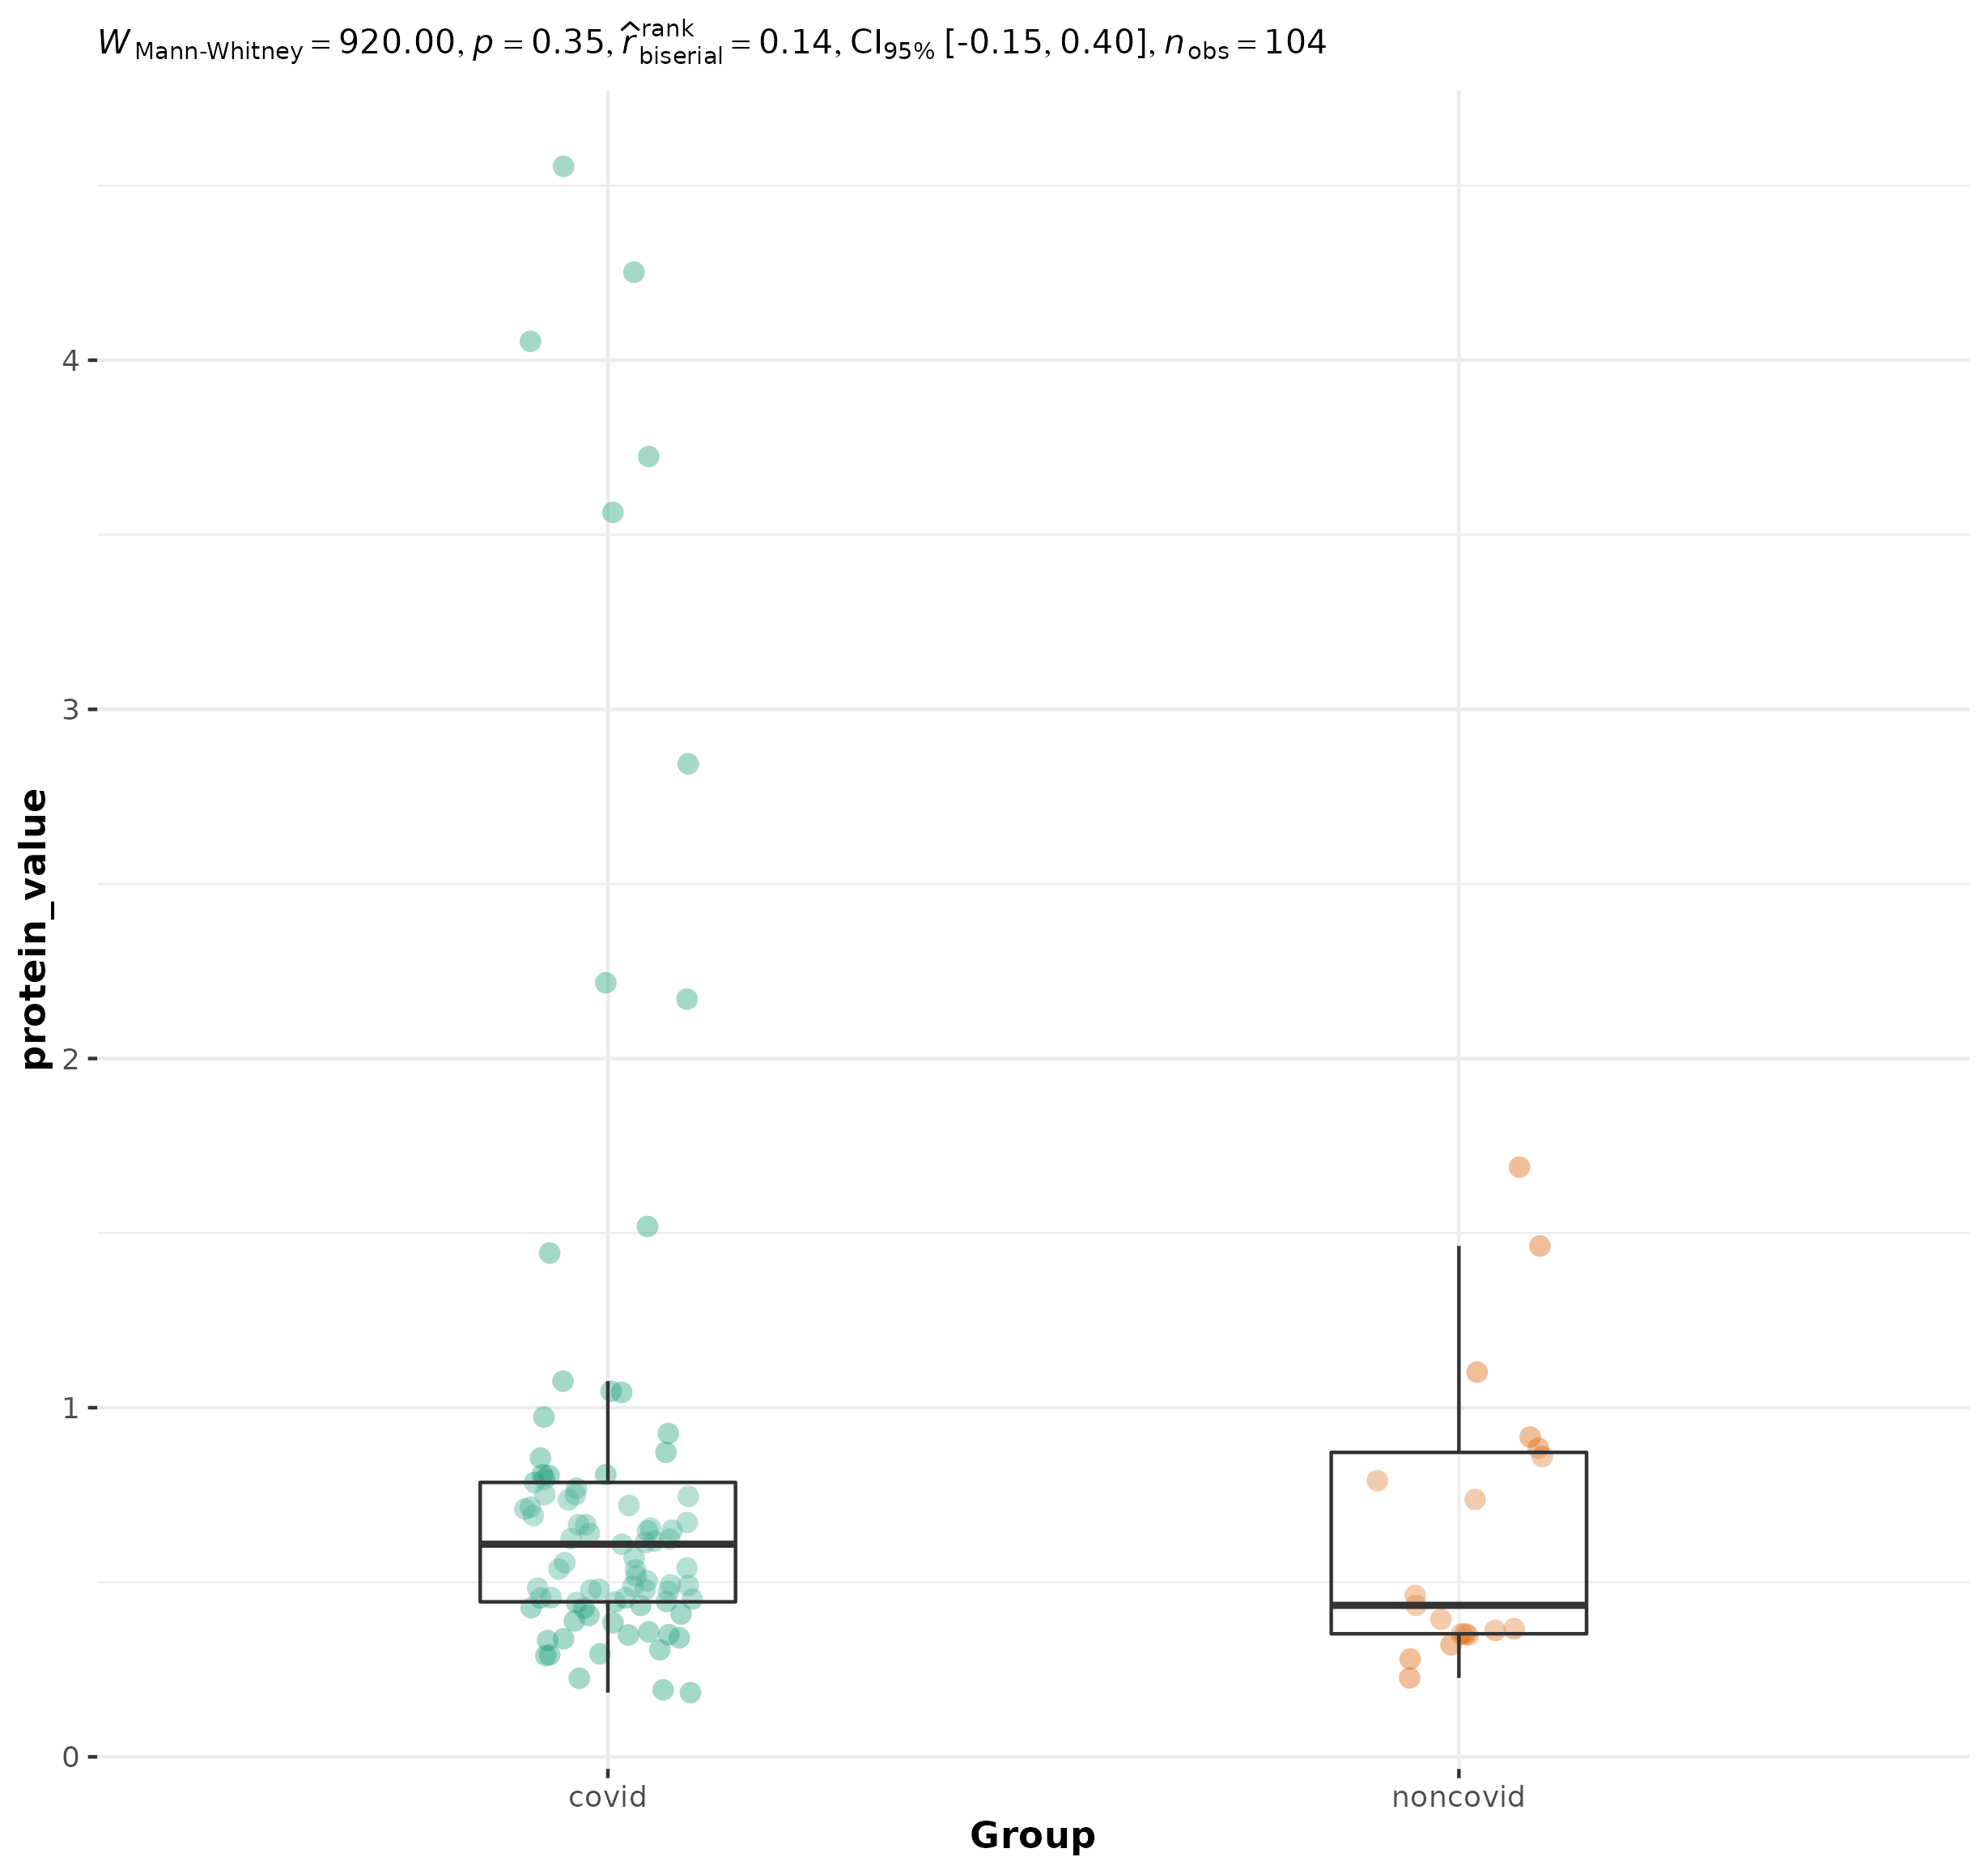 W Mann-Whitney = 920.00, p = 0.35, r̂ rank biserial = 0.14, CI95% [-0.15, 0.40], nobs = 104
protein_value
4
3
2
1
0
covid noncovid
Group